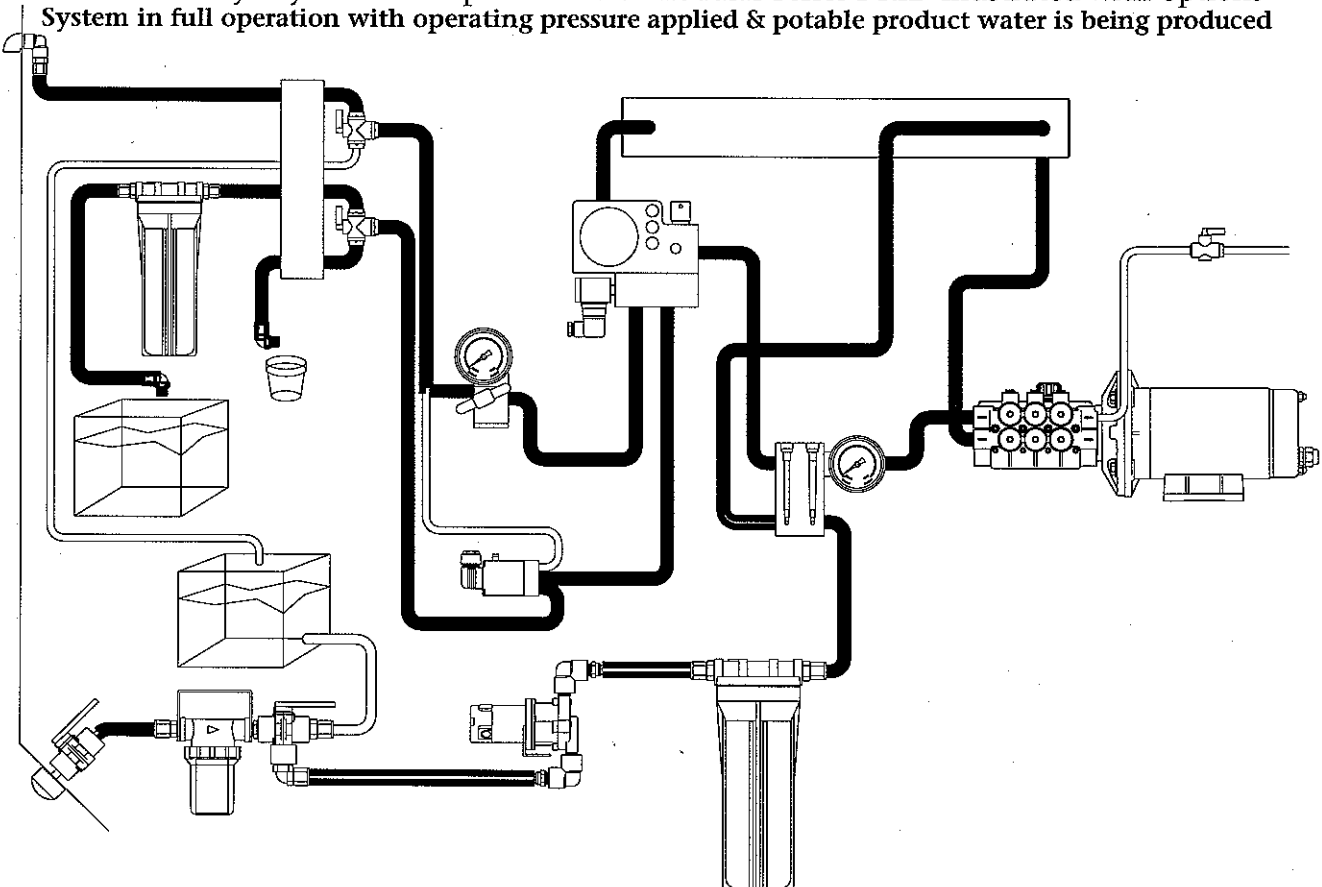 System in full operation with operating pressure applied & potable product water is being produced